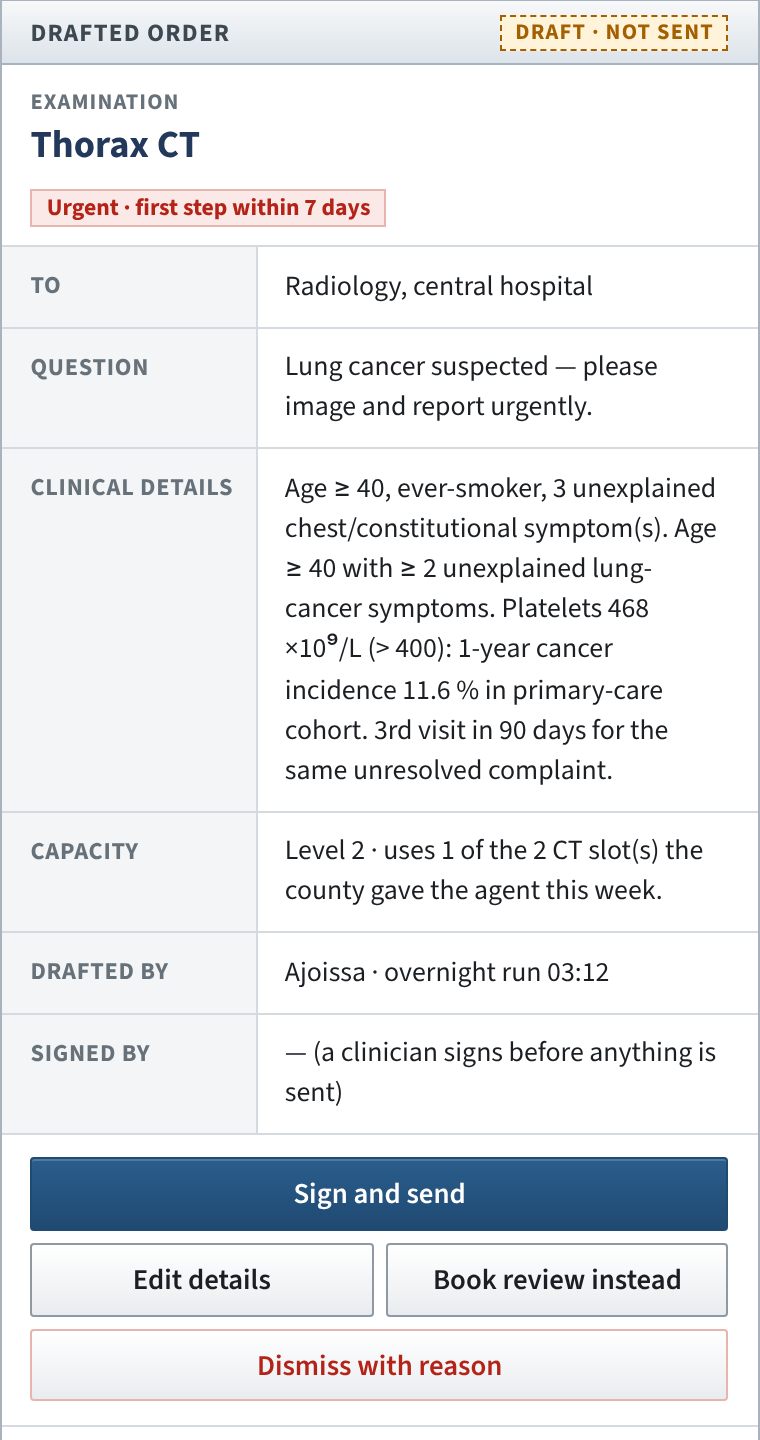 DRAFTED ORDER
DRAFT · NOT SENT
EXAMINATION
Thorax CT
Urgent · first step within 7 days
TO
Radiology, central hospital
QUESTION
Lung cancer suspected — please
image and report urgently.
CLINICAL DETAILS
Age ≥ 40, ever-smoker, 3 unexplained
chest/constitutional symptom(s). Age
≥ 40 with ≥ 2 unexplained lung-
cancer symptoms. Platelets 468
×10⁹/L (> 400): 1-year cancer
incidence 11.6 % in primary-care
cohort. 3rd visit in 90 days for the
same unresolved complaint.
CAPACITY
Level 2 · uses 1 of the 2 CT slot(s) the
county gave the agent this week.
DRAFTED BY
Ajoissa · overnight run 03:12
SIGNED BY
— (a clinician signs before anything is
sent)
Sign and send
Edit details
Book review instead
Dismiss with reason